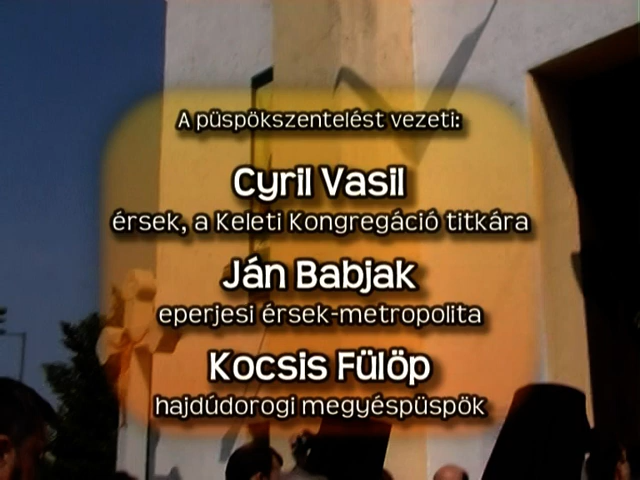 A püspökszentelést vezeti:
Cyril Vasil
érsek, a Keleti Kongregáció titkára
Ján Babjak
eperjesi érsek-metropolita
Kocsis Fülöp
hajdúdorogi megyéspüspök